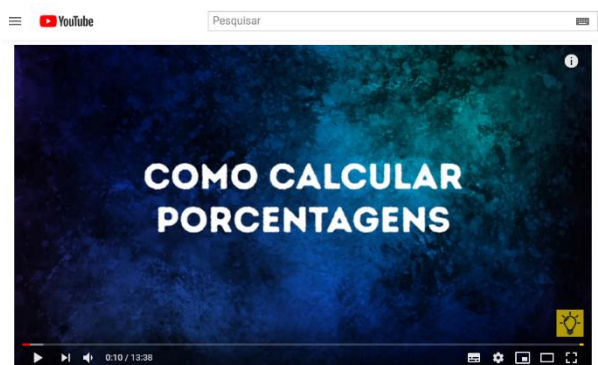 YouTube
Pesquisar
COMO CALCULAR
PORCENTAGENS
0:10 / 13:38